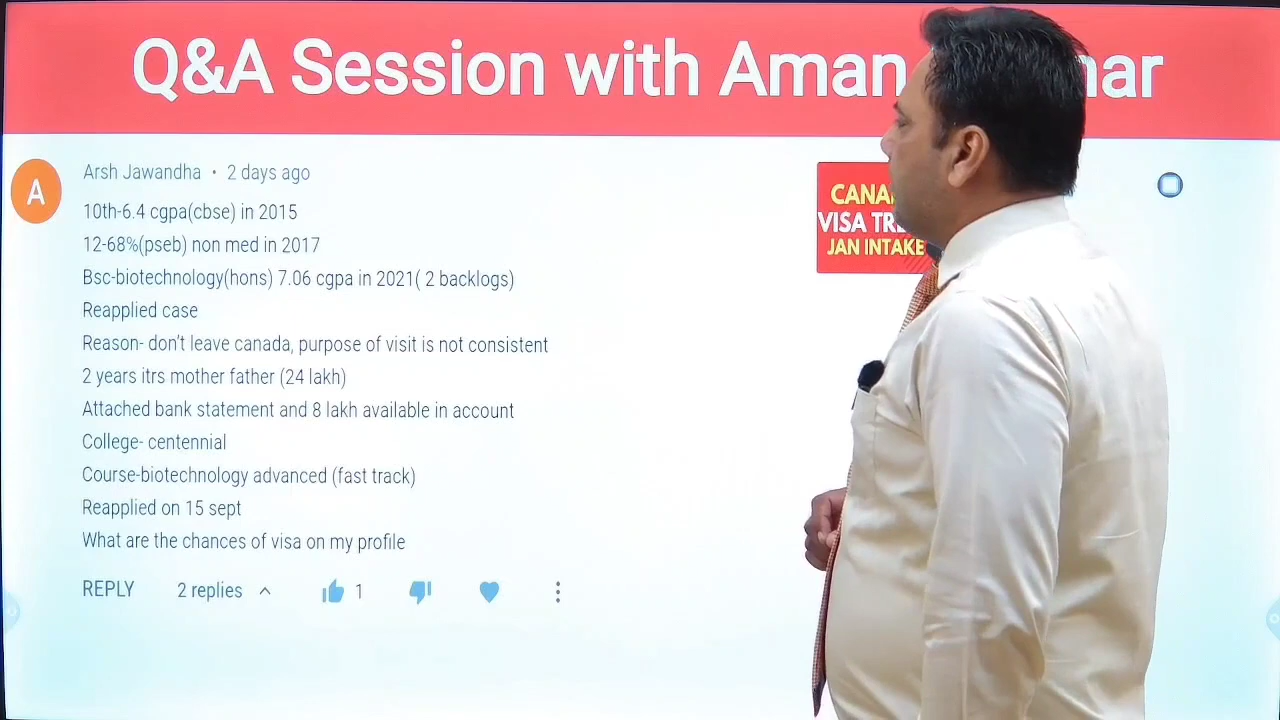 Q&A Session with Aman
A
Arsh Jawandha • 2 days ago
10th-6.4 cgpa(cbse) in 2015
12-68%(pseb) non med in 2017
Bsc-biotechnology(hons) 7.06 cgpa in 2021( 2 backlogs)
Reapplied case
Reason- don't leave canada, purpose of visit is not consistent
2 years itrs mother father (24 lakh)
Attached bank statement and 8 lakh available in account
College- centennial
Course-biotechnology advanced (fast track)
Reapplied on 15 sept
What are the chances of visa on my profile
REPLY 2 replies 1
VISA
JAN INTAKE